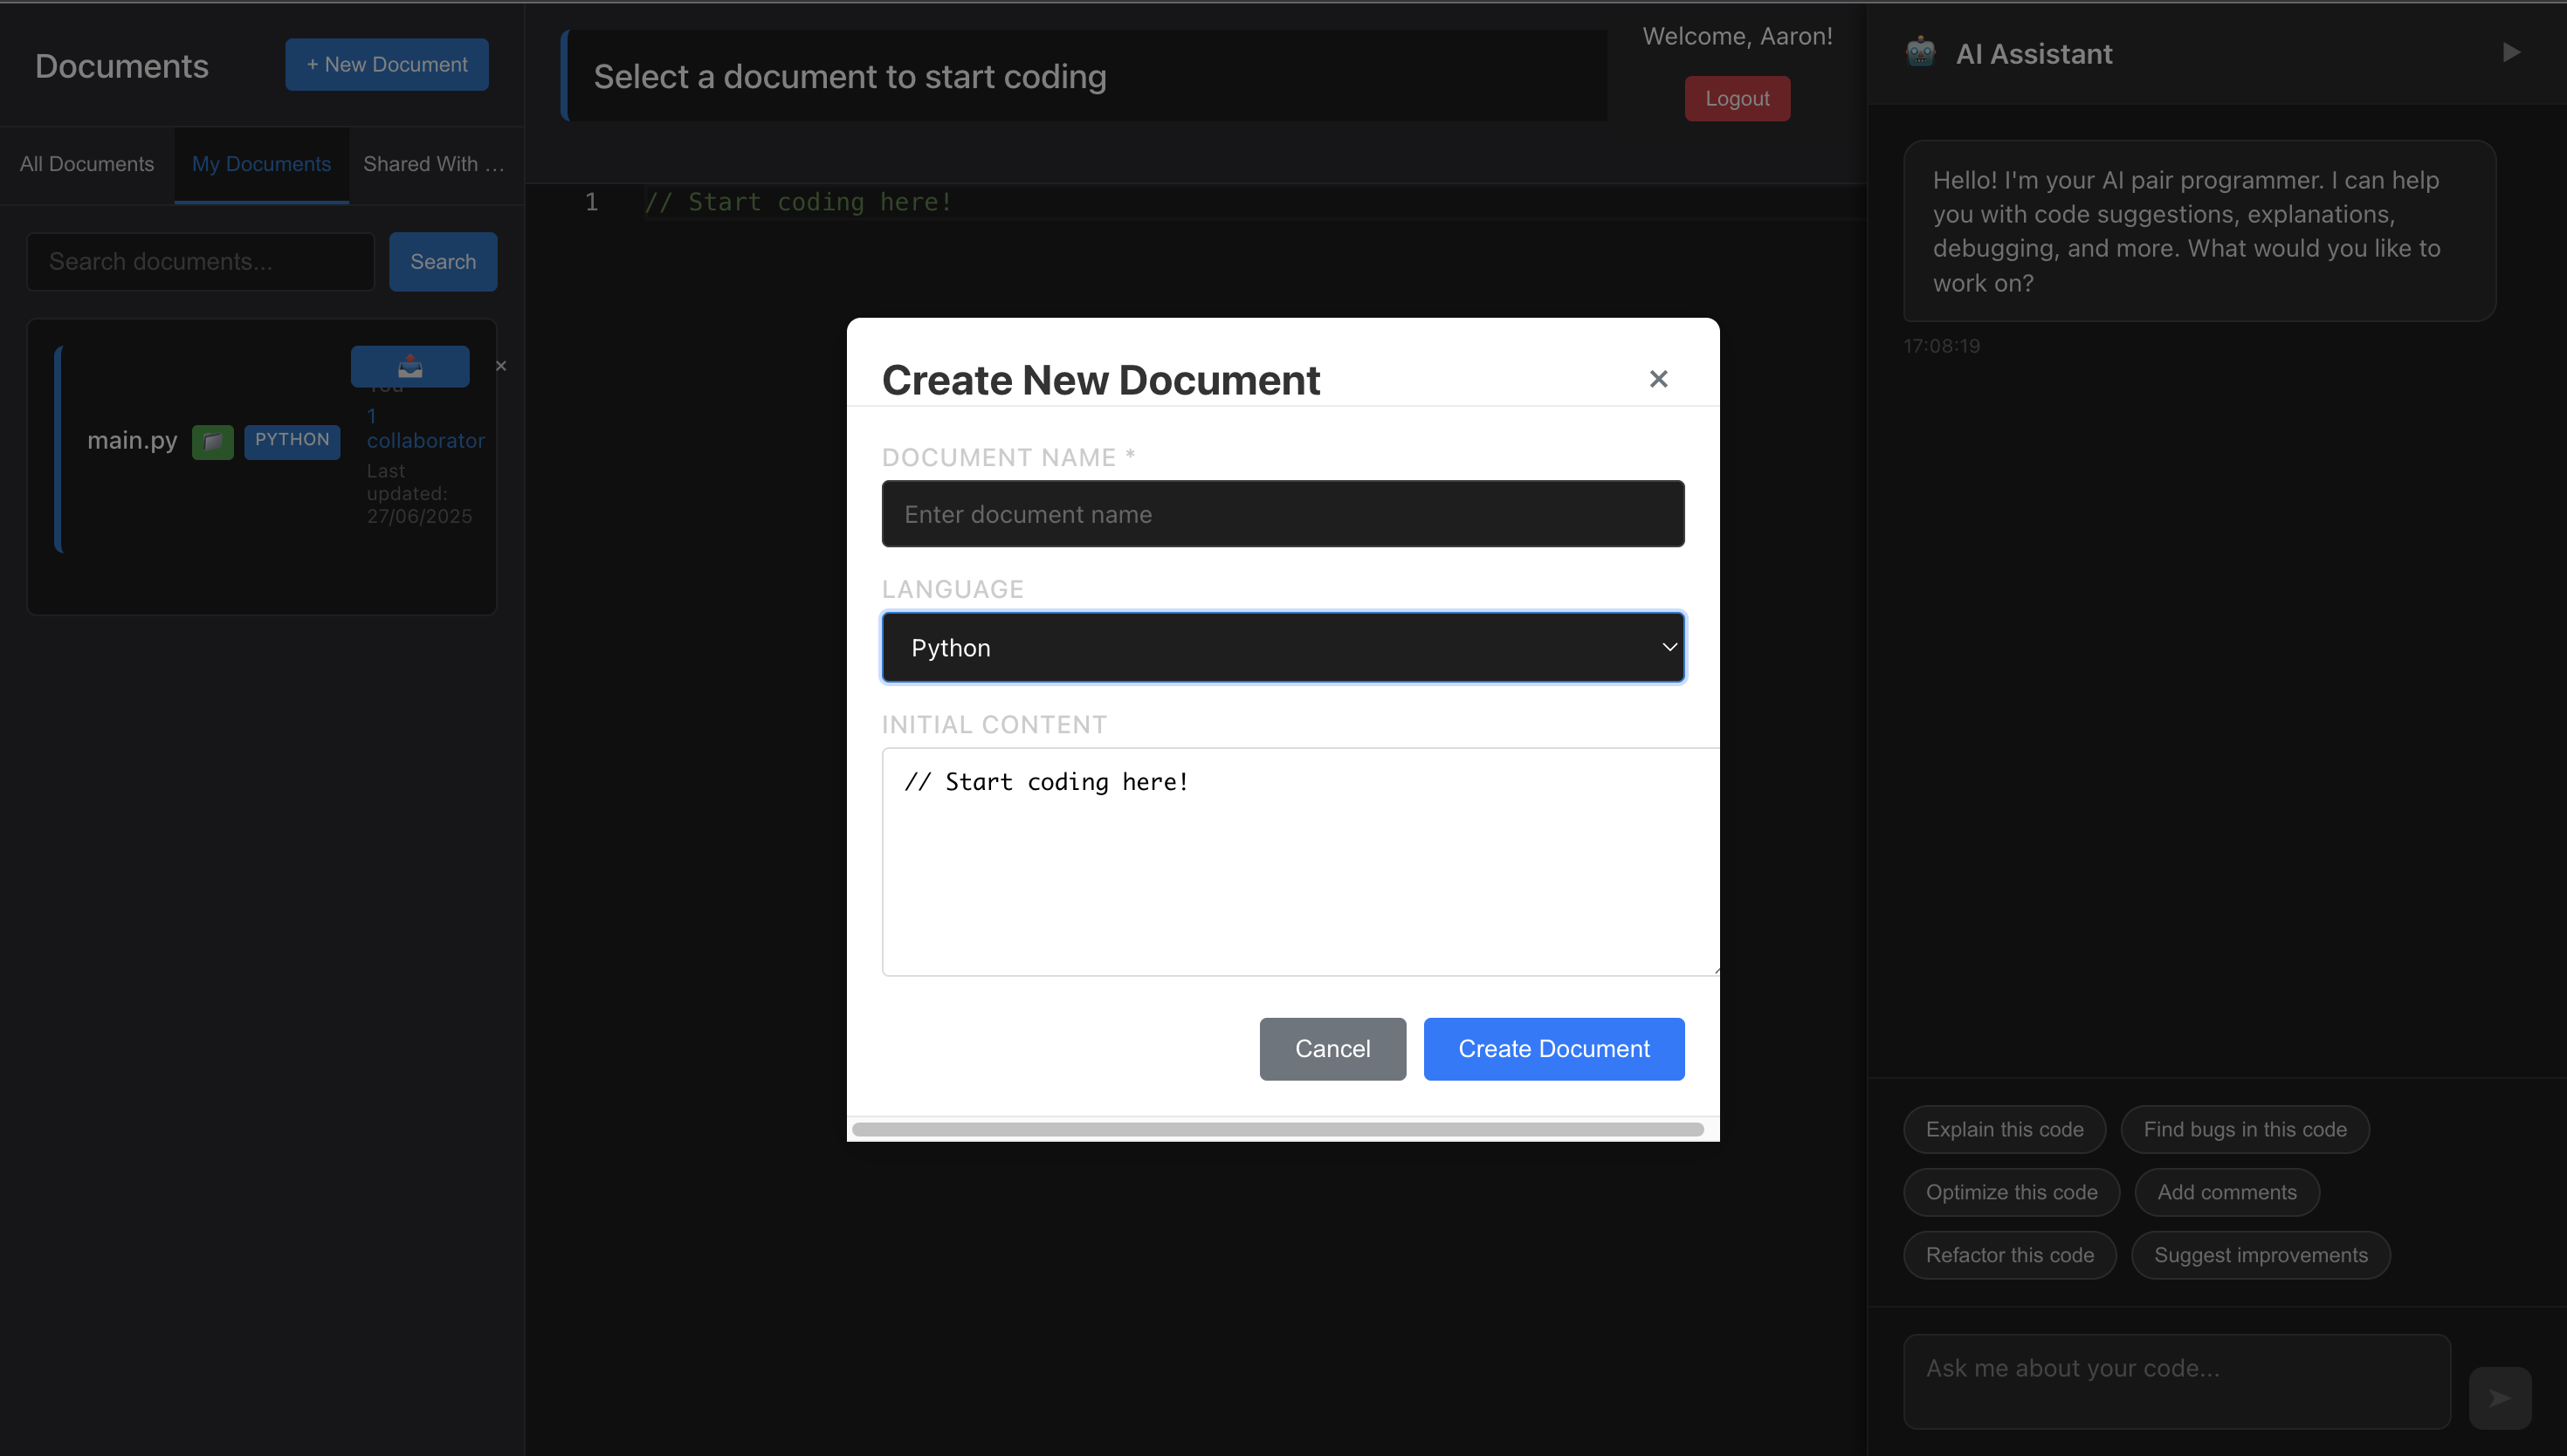 Documents
+ New Document
All Documents
My Documents
Shared With ...
Search documents...
Search
main.py
PYTHON
You
1
collaborator
Last
updated:
27/06/2025
×
Select a document to start coding
Welcome, Aaron!
Logout
1
// Start coding here!
Create New Document
×
DOCUMENT NAME *
Enter document name
LANGUAGE
Python
INITIAL CONTENT
// Start coding here!
Cancel
Create Document
AI Assistant
Hello! I'm your AI pair programmer. I can help
you with code suggestions, explanations,
debugging, and more. What would you like to
work on?
17:08:19
Explain this code
Find bugs in this code
Optimize this code
Add comments
Refactor this code
Suggest improvements
Ask me about your code...